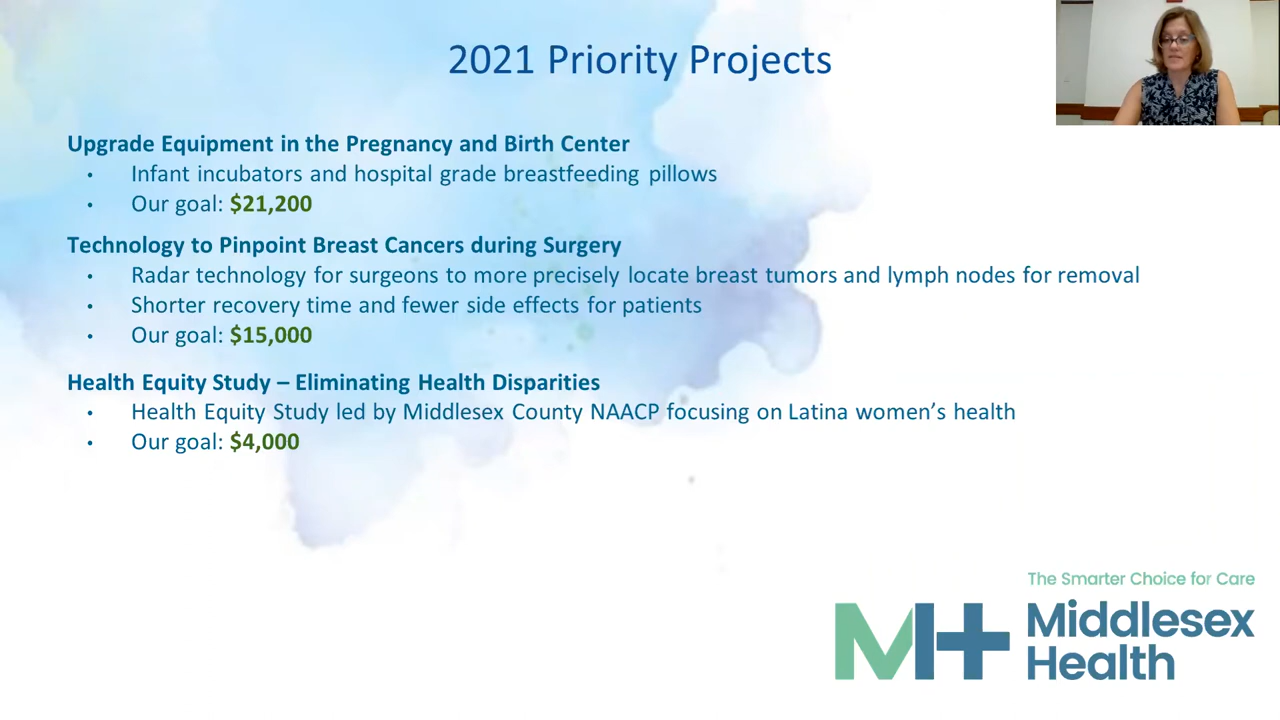 2021 Priority Projects
Upgrade Equipment in the Pregnancy and Birth Center
• Infant incubators and hospital grade breastfeeding pillows
• Our goal: $21,200
Technology to Pinpoint Breast Cancers during Surgery
• Radar technology for surgeons to more precisely locate breast tumors and lymph nodes for removal
• Shorter recovery time and fewer side effects for patients
• Our goal: $15,000
Health Equity Study – Eliminating Health Disparities
• Health Equity Study led by Middlesex County NAACP focusing on Latina women’s health
• Our goal: $4,000
The Smarter Choice for Care
Middlesex
Health